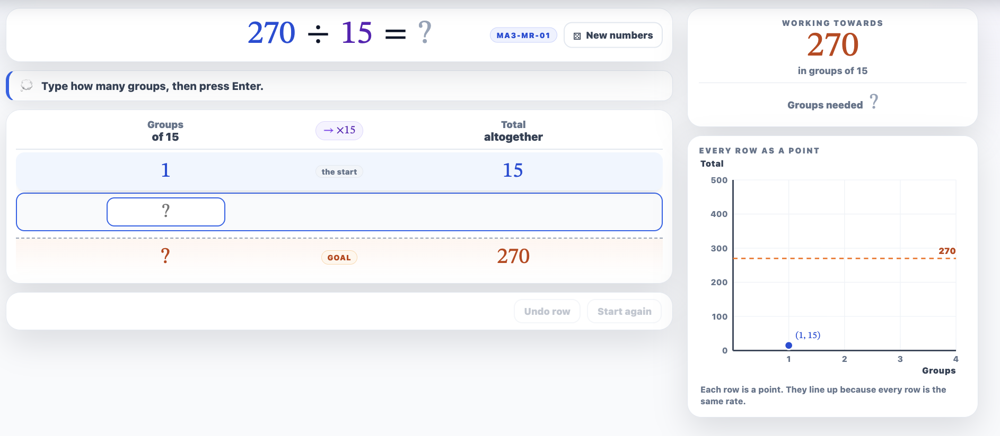 270 ÷ 15 = ?
MA3-MR-01
New numbers
Type how many groups, then press Enter.
Groups
of 15
→ ×15
Total
altogether
1
the start
15
?
?
GOAL
270
Undo row
Start again
WORKING TOWARDS
270
in groups of 15
Groups needed ?
EVERY ROW AS A POINT
Total
500
400
300
270
200
100
(1, 15)
0
1 2 3 4
Groups
Each row is a point. They line up because every row is the
same rate.